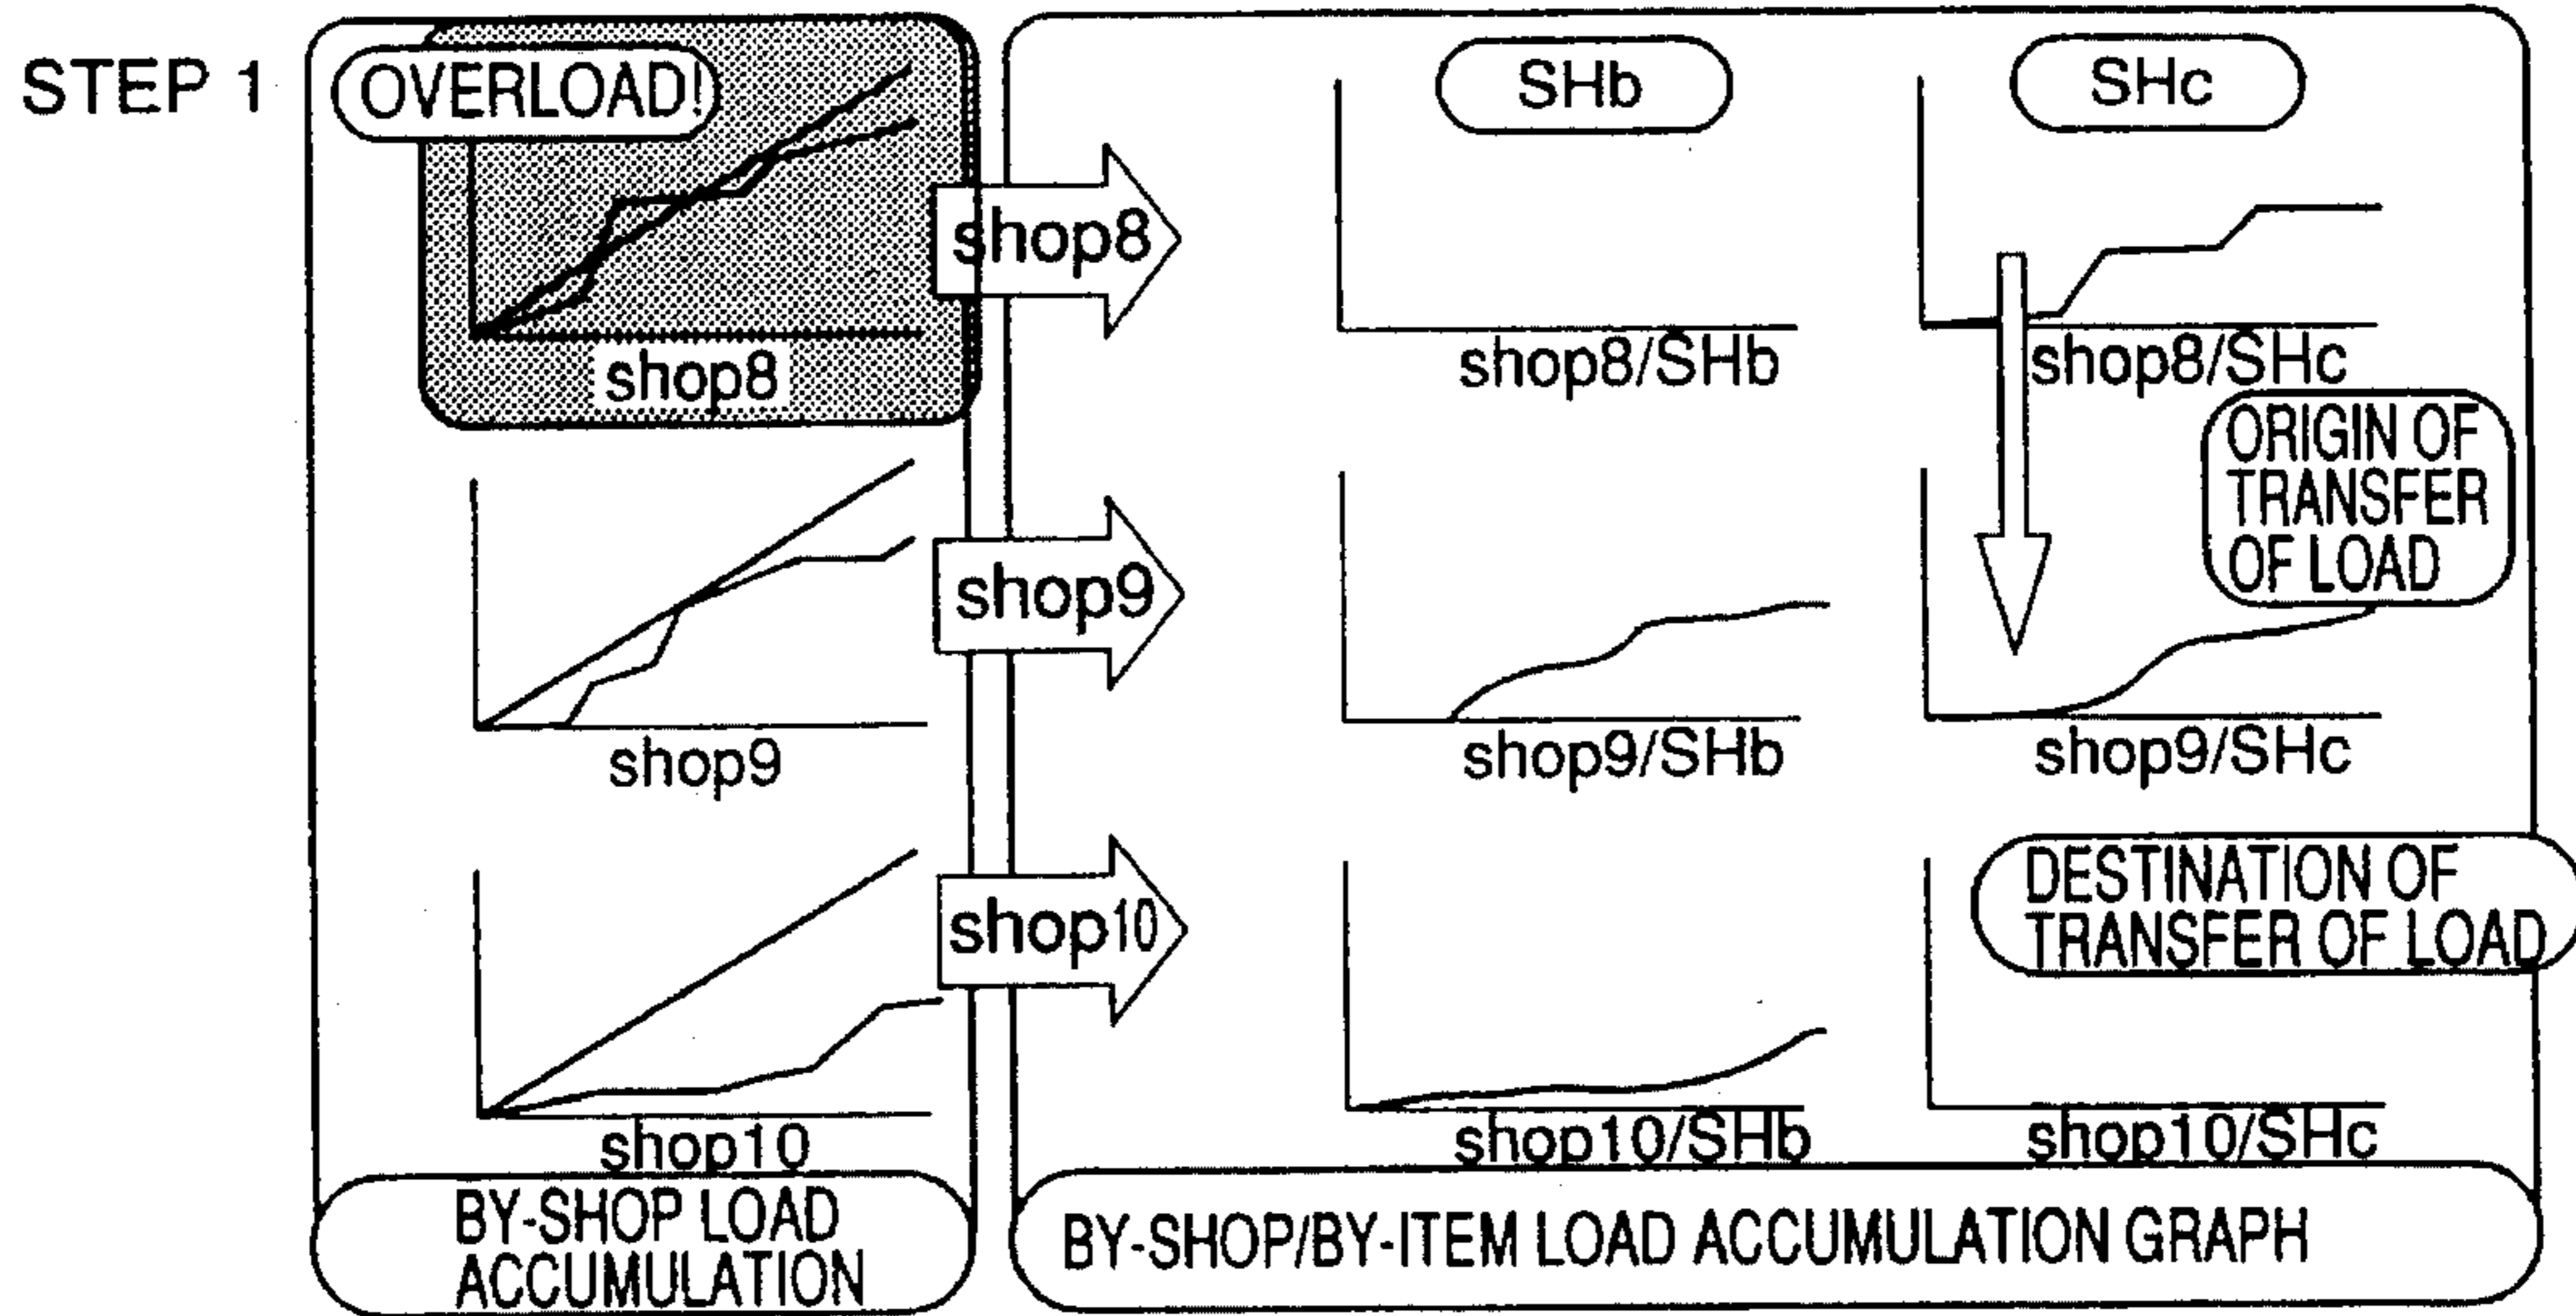 STEP 1
OVERLOAD!
SHb
SHc
shop8
shop8
shop8/SHb
shop8/SHc
ORIGIN OF
TRANSFER
OF LOAD
shop9
shop9
shop9/SHb
shop9/SHc
shop10
DESTINATION OF
TRANSFER OF LOAD
shop10
shop10/SHb
shop10/SHc
BY-SHOP LOAD
ACCUMULATION
BY-SHOP/BY-ITEM LOAD ACCUMULATION GRAPH